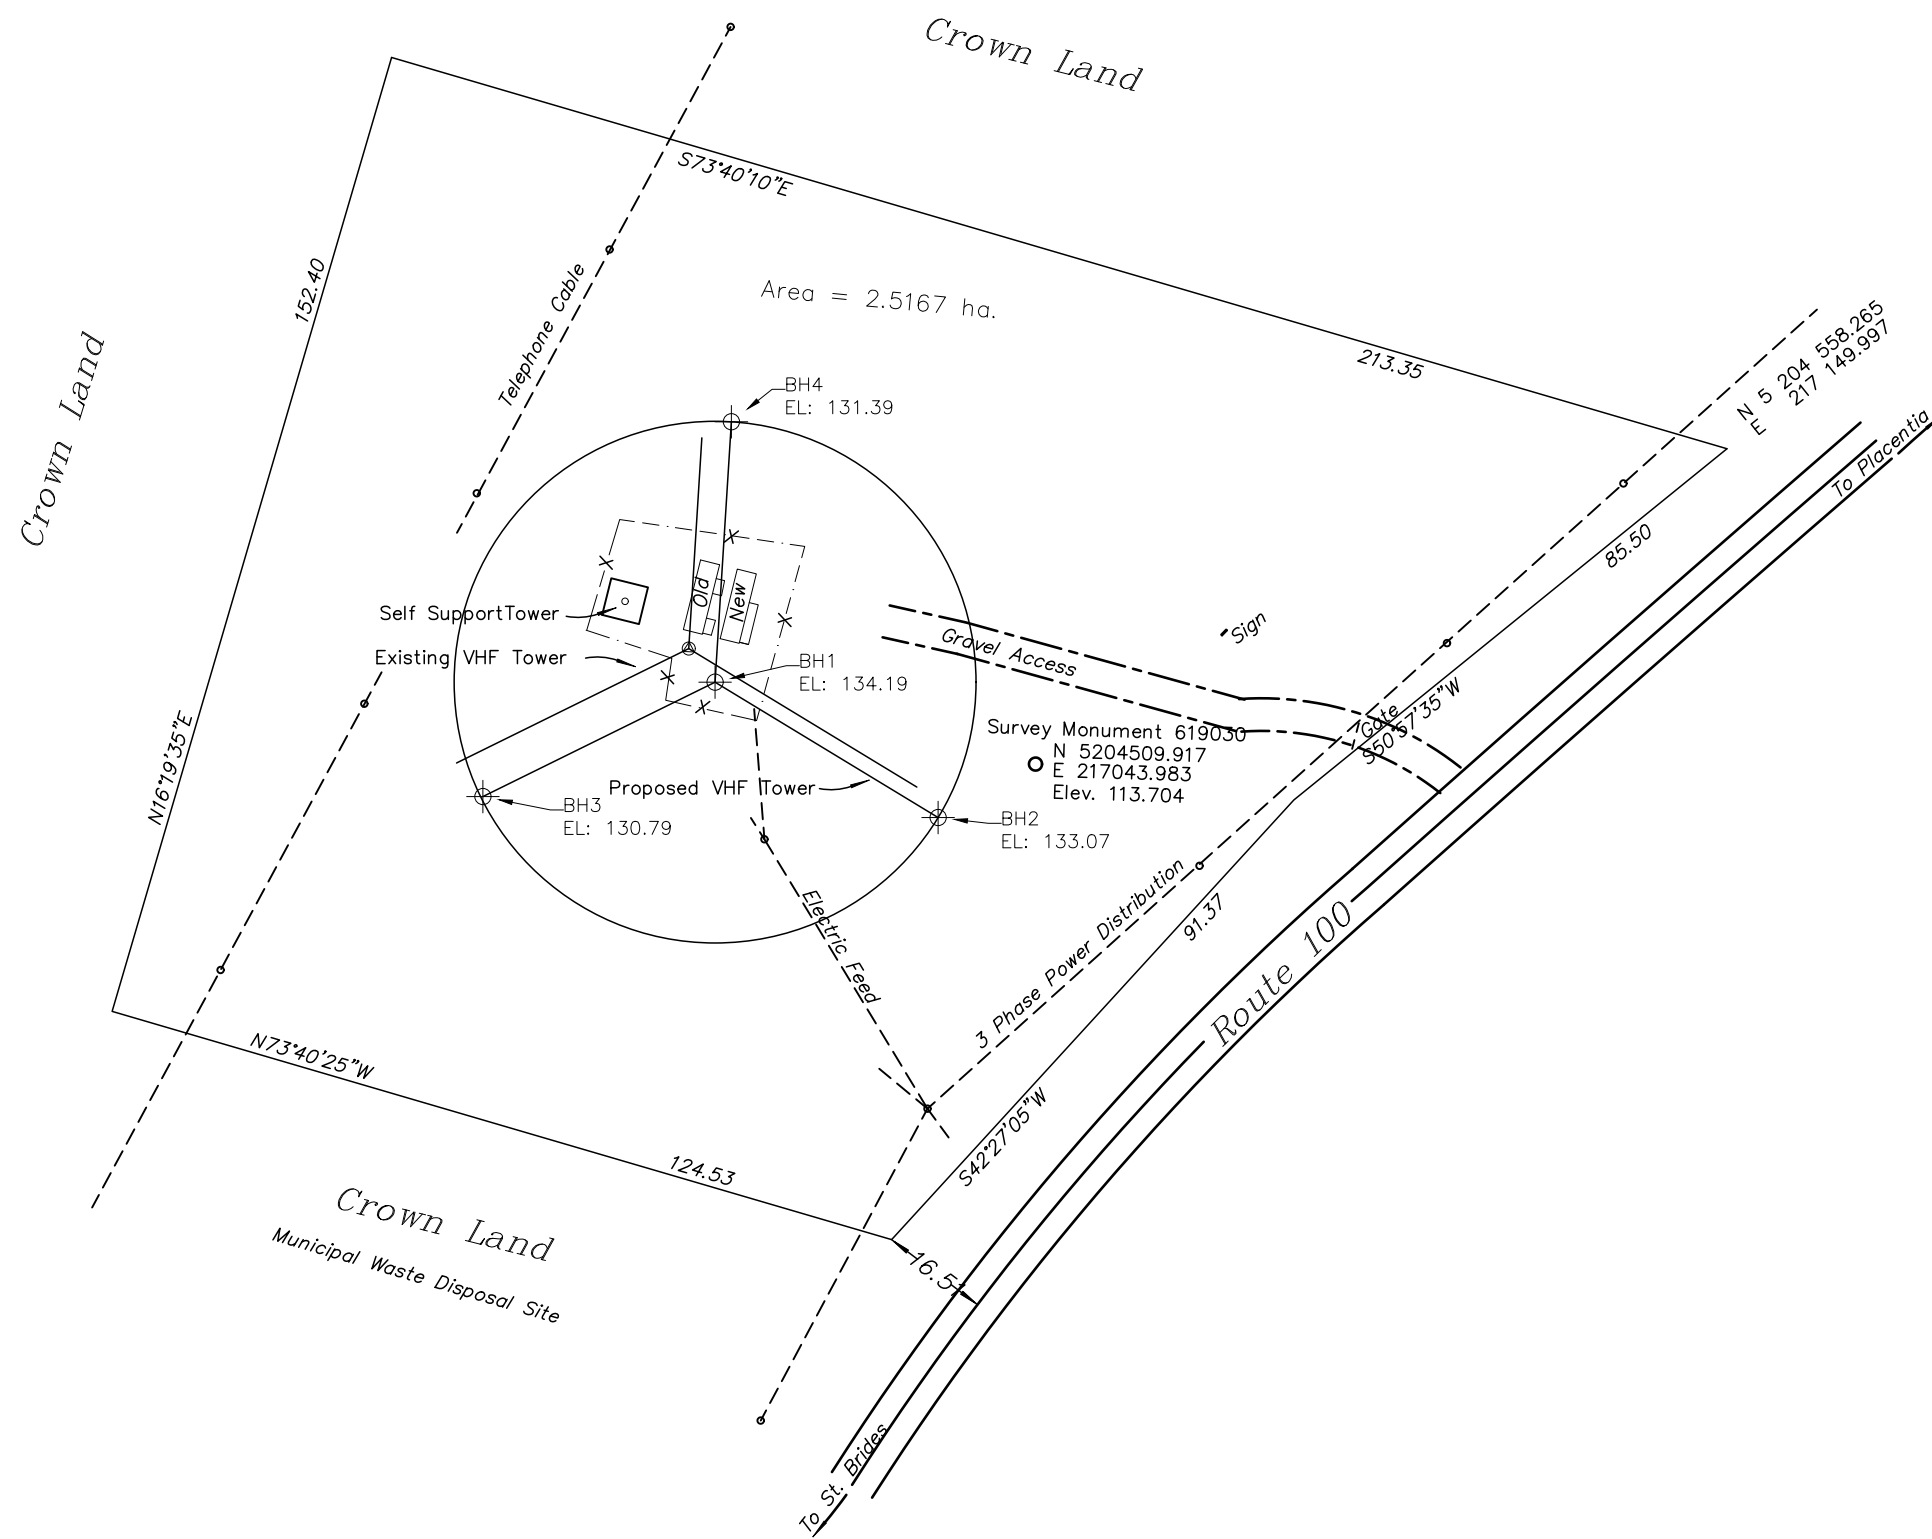 Crown Land
S73°40'10"E
152.40
Telephone Cable
Area = 2.5167 ha.
213.35
N 5 204 558.265
E 217 149.997
To Placentia
Crown Land
BH4
EL: 131.39
85.50
Old
New
Self SupportTower
Sign
Gravel Access
Existing VHF Tower
BH1
EL: 134.19
S50°57'35"W
Gate
N16°19'35"E
Survey Monument 619030
N 5204509.917
E 217043.983
Elev. 113.704
Proposed VHF Tower
BH3
EL: 130.79
BH2
EL: 133.07
Electric Feed
3 Phase Power Distribution
91.37
Route 100
N73°40'25"W
S42°27'05"W
124.53
Crown Land
Municipal Waste Disposal Site
16.5
To St. Brides